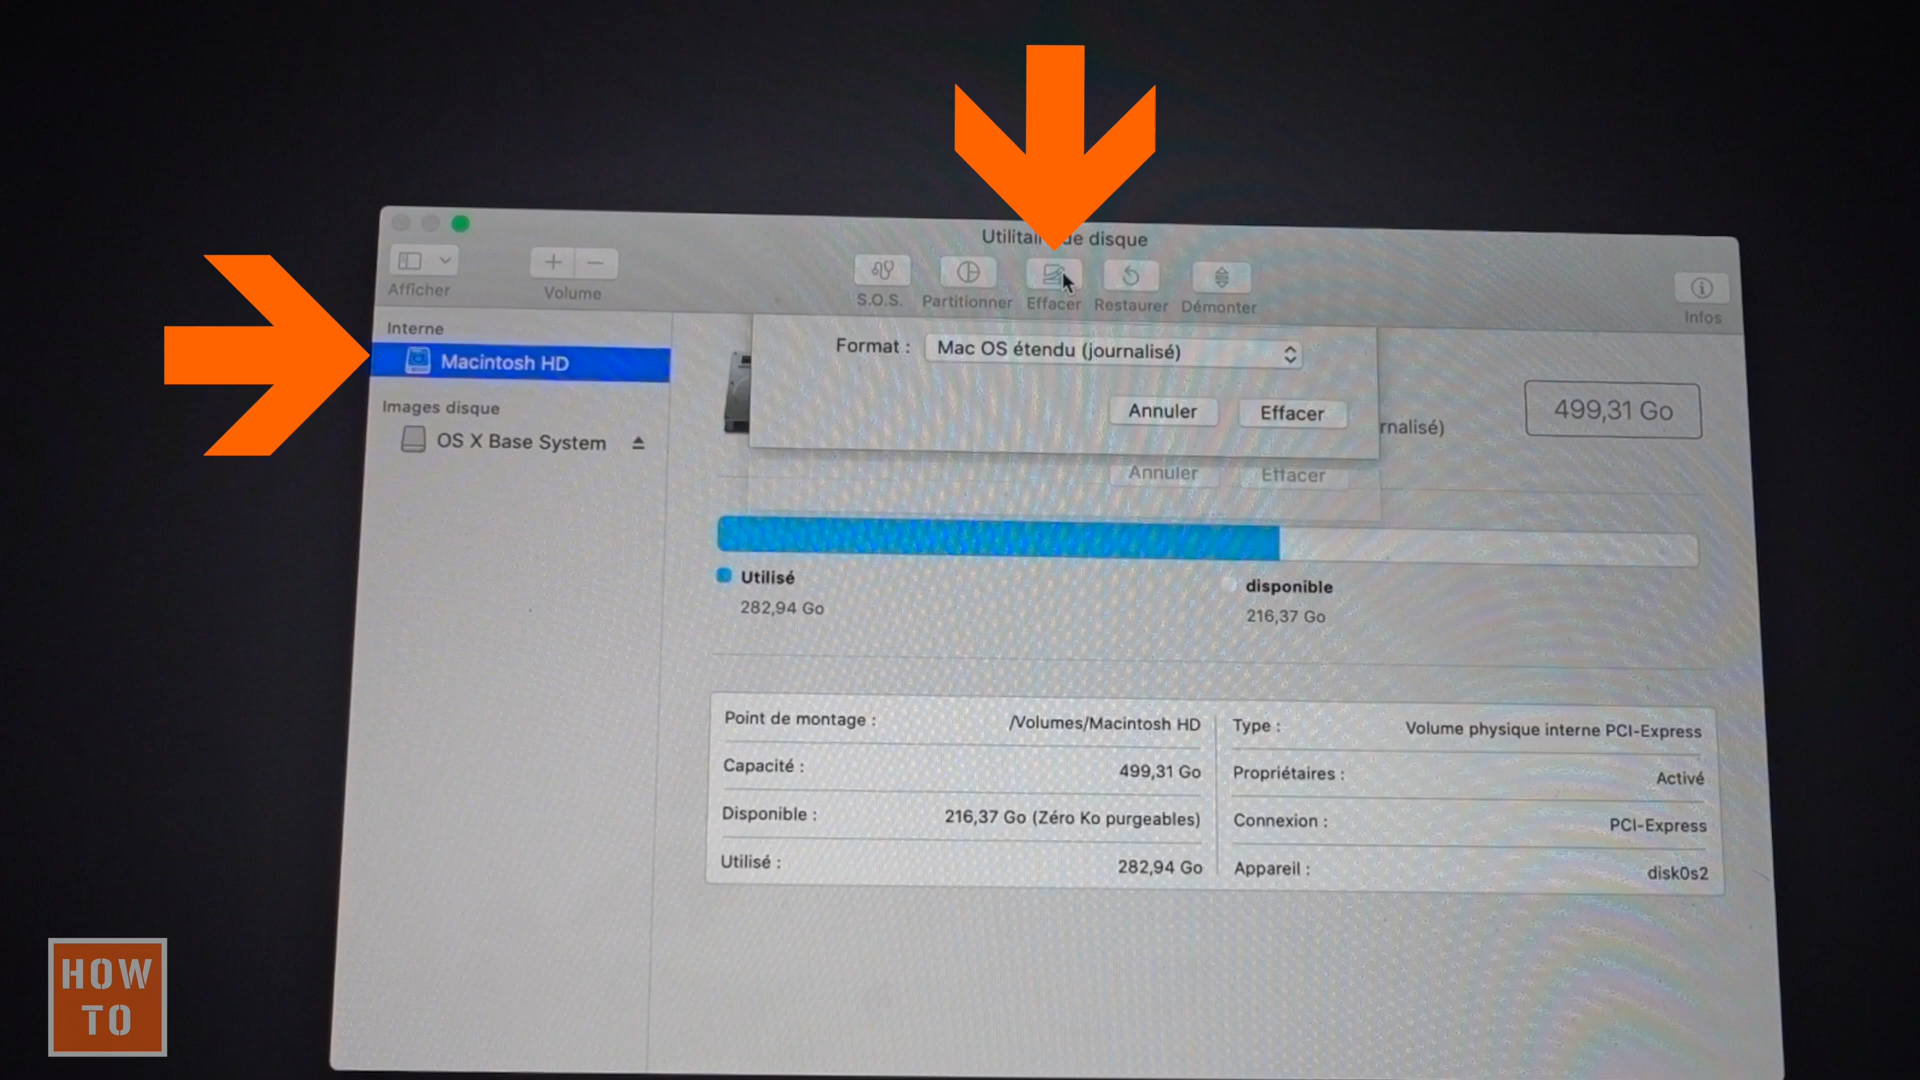 Utilitai de disque
Afficher
Volume
S.O.S.
Partitionner
Effacer
Restaurer
Démonter
Infos
Interne
Macintosh HD
Images disque
OS X Base System
Format :
Mac OS étendu (journalisé)
Annuler
Effacer
rnalisé)
499,31 Go
Annuler
Effacer
Utilisé
282,94 Go
disponible
216,37 Go
Point de montage :
/Volumes/Macintosh HD
Capacité :
499,31 Go
Disponible :
216,37 Go (Zéro Ko purgeables)
Utilisé :
282,94 Go
Type :
Volume physique interne PCI-Express
Propriétaires :
Activé
Connexion :
PCI-Express
Appareil :
disk0s2
HOW
TO